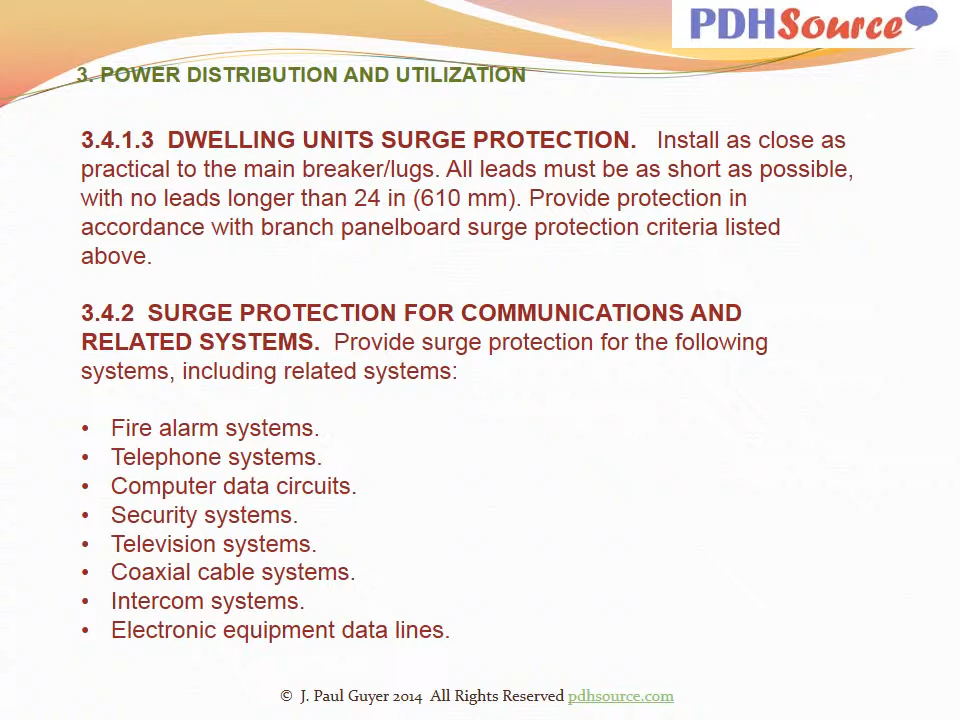 PDHSource
3. POWER DISTRIBUTION AND UTILIZATION
3.4.1.3 DWELLING UNITS SURGE PROTECTION. Install as close as
practical to the main breaker/lugs. All leads must be as short as possible,
with no leads longer than 24 in (610 mm). Provide protection in
accordance with branch panelboard surge protection criteria listed
above.
3.4.2 SURGE PROTECTION FOR COMMUNICATIONS AND
RELATED SYSTEMS. Provide surge protection for the following
systems, including related systems:
• Fire alarm systems.
• Telephone systems.
• Computer data circuits.
• Security systems.
• Television systems.
• Coaxial cable systems.
• Intercom systems.
• Electronic equipment data lines.
© J. Paul Guyer 2014 All Rights Reserved pdhsource.com